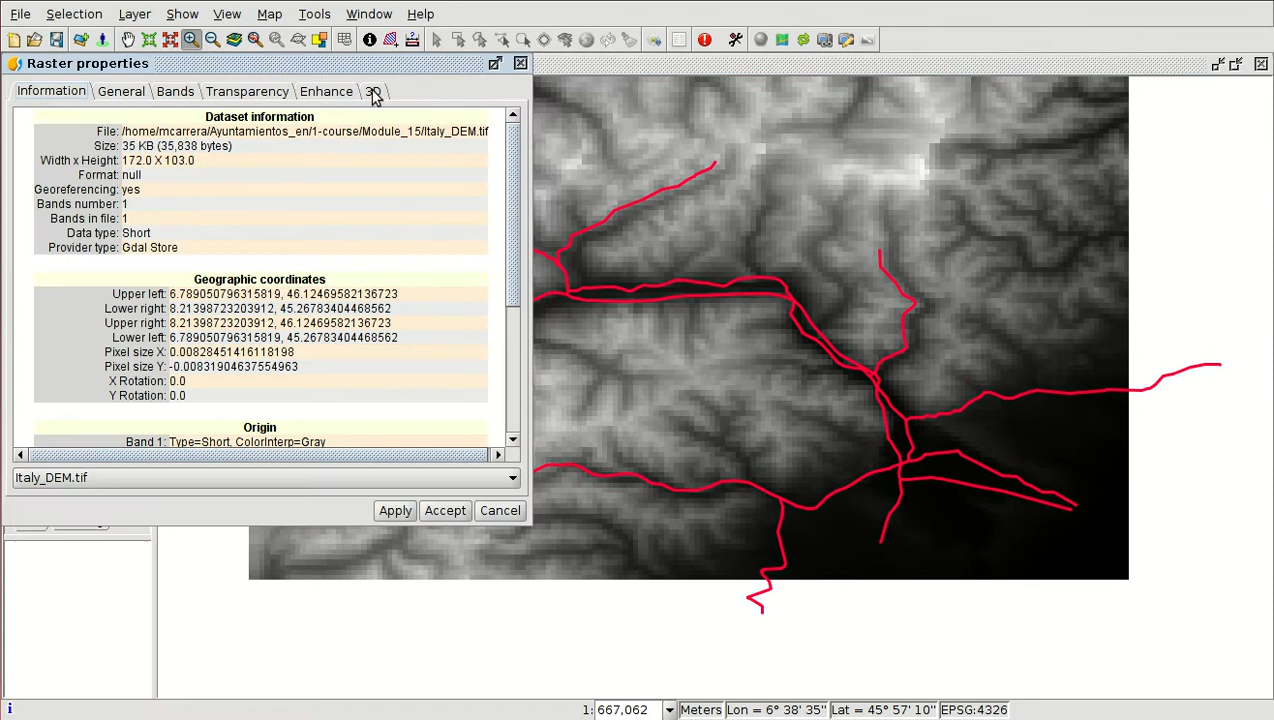 File Selection Layer Show View Map Tools Window Help
Raster properties
Information General Bands Transparency Enhance 3D
Dataset information
File: /home/mcarrera/Ayuntamientos_en/1-course/Module_15/Italy_DEM.tif
Size: 35 KB (35,838 bytes)
Width x Height: 172.0 X 103.0
Format: null
Georeferencing: yes
Bands number: 1
Bands in file: 1
Data type: Short
Provider type: Gdal Store
Geographic coordinates
Upper left: 6.789050796315819, 46.12469582136723
Lower right: 8.21398723203912, 45.26783404468562
Upper right: 8.21398723203912, 46.12469582136723
Lower left: 6.789050796315819, 45.26783404468562
Pixel size X: 0.00828451416118198
Pixel size Y: -0.00831904637554963
X Rotation: 0.0
Y Rotation: 0.0
Origin
Band 1: Type=Short, ColorInterp=Gray
Italy_DEM.tif
Apply Accept Cancel
1: 667,062 Meters Lon = 6° 38' 35" Lat = 45° 57' 10" EPSG:4326